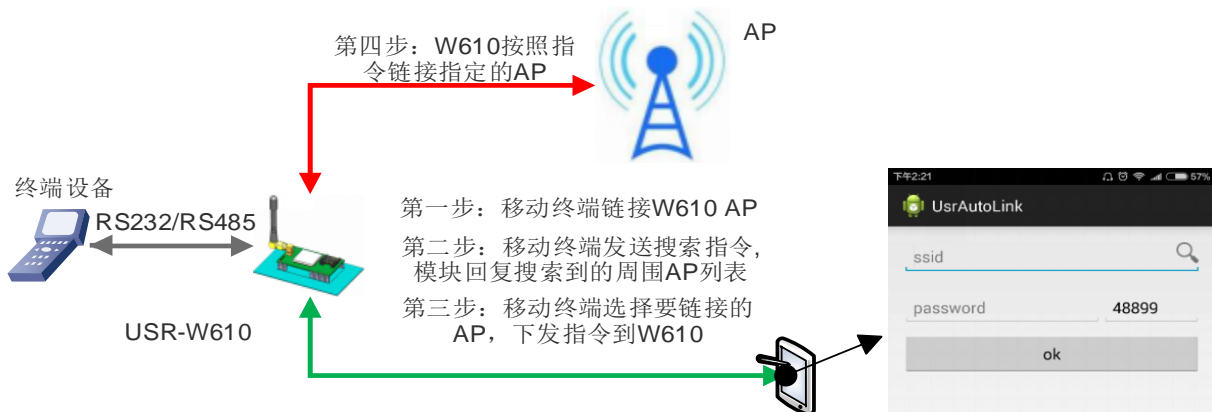 第四步：W610按照指
令链接指定的AP
AP
终端设备
RS232/RS485
USR-W610
第一步：移动终端链接W610 AP
第二步：移动终端发送搜索指令，
模块回复搜索到的周围AP列表
第三步：移动终端选择要链接的
AP，下发指令到W610
下午2:21
57%
UsrAutoLink
ssid
password
48899
ok